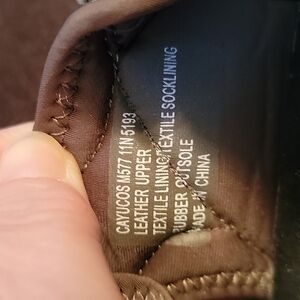 CAYUCOS M577 11N 5193
LEATHER UPPER
TEXTILE LINING/TEXTILE SOCKLINING
RUBBER OUTSOLE
MADE IN CHINA